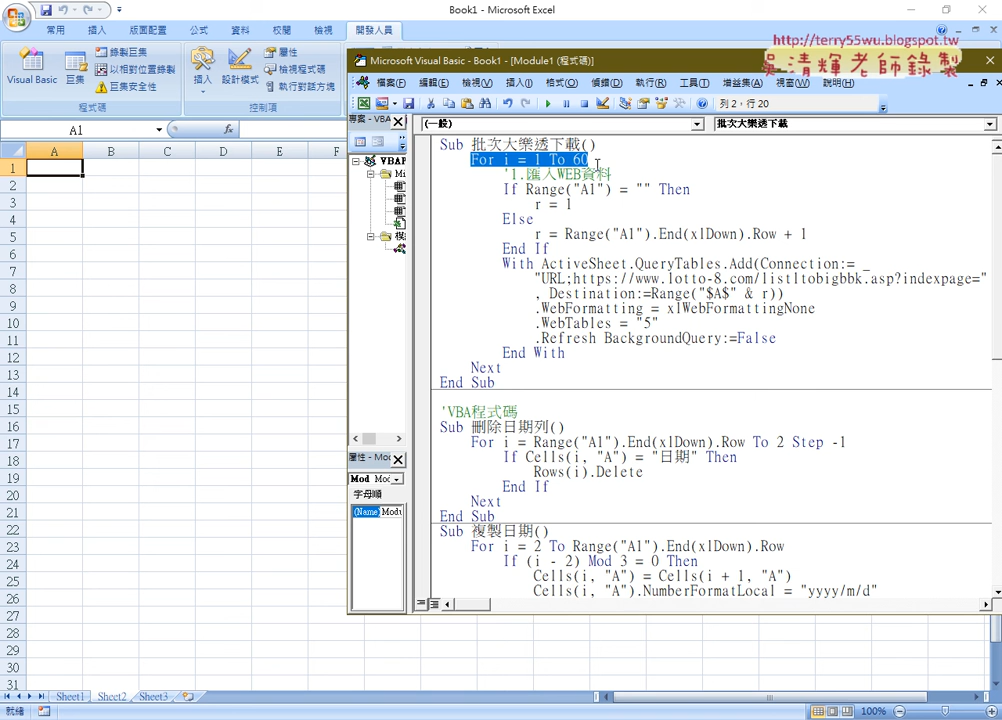 Book1 - Microsoft Excel
常用 插入 版面配置 公式 資料 校閱 檢視 開發人員
http://terry55wu.blogspot.tw
吳清輝老師錄製
Visual Basic 巨集 錄製巨集 以相對位置錄製 巨集安全性
插入 設計模式 屬性 檢視程式碼 執行對話方塊
程式碼 控制項
A1
fx
A B C D E F
1
2
3
4
5
6
7
8
9
10
11
12
13
14
15
16
17
18
19
20
21
22
23
24
25
26
27
28
29
30
31
Microsoft Visual Basic - Book1 - [Module1 (程式碼)]
檔案(F) 編輯(E) 檢視(V) 插入(I) 格式(O) 偵錯(D) 執行(R) 工具(T) 增益集(A) 視窗(W) 說明(H)
列 2, 行 20
專案 - VBA
(一般) 批次大樂透下載
VBAP
Mi
模
屬性 - Mod
Mod Mod
字母順
(Name) Modu
Sub 批次大樂透下載()
For i = 1 To 60
'1.匯入WEB資料
If Range("A1") = "" Then
r = 1
Else
r = Range("A1").End(xlDown).Row + 1
End If
With ActiveSheet.QueryTables.Add(Connection:= _
"URL;https://www.lotto-8.com/listltobigbbk.asp?indexpage="
, Destination:=Range("$A$" & r))
.WebFormatting = xlWebFormattingNone
.WebTables = "5"
.Refresh BackgroundQuery:=False
End With
Next
End Sub
'VBA程式碼
Sub 刪除日期列()
For i = Range("A1").End(xlDown).Row To 2 Step -1
If Cells(i, "A") = "日期" Then
Rows(i).Delete
End If
Next
End Sub
Sub 複製日期()
For i = 2 To Range("A1").End(xlDown).Row
If (i - 2) Mod 3 = 0 Then
Cells(i, "A") = Cells(i + 1, "A")
Cells(i, "A").NumberFormatLocal = "yyyy/m/d"
Sheet1 Sheet2 Sheet3
就緒
100%